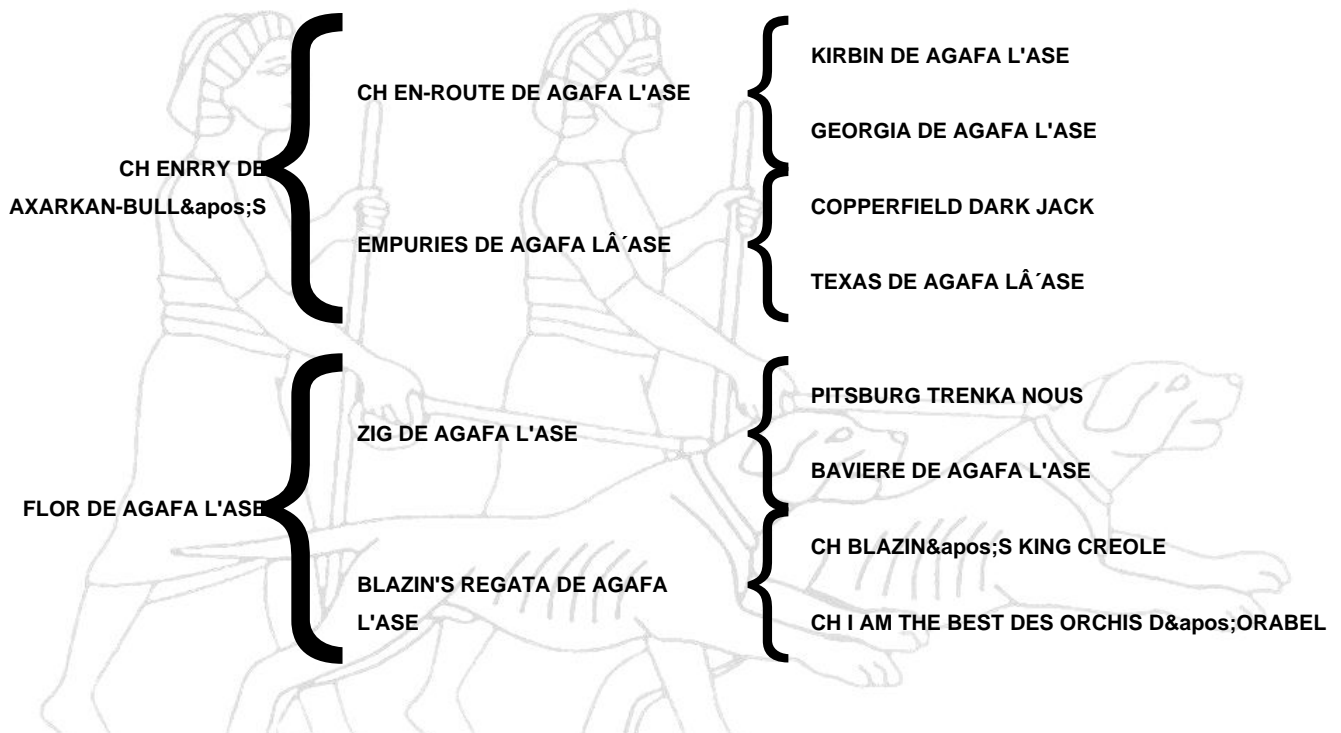 KIRBIN DE AGAFA L'ASE
CH EN-ROUTE DE AGAFA L'ASE
GEORGIA DE AGAFA L'ASE
CH ENRRY DE
AXARKAN-BULL&apos;S
COPPERFIELD DARK JACK
EMPURIES DE AGAFA LÂ´ASE
TEXAS DE AGAFA LÂ´ASE
PITSBURG TRENKA NOUS
ZIG DE AGAFA L'ASE
BAVIERE DE AGAFA L'ASE
FLOR DE AGAFA L'ASE
CH BLAZIN&apos;S KING CREOLE
BLAZIN'S REGATA DE AGAFA
L'ASE
CH I AM THE BEST DES ORCHIS D&apos;ORABEL